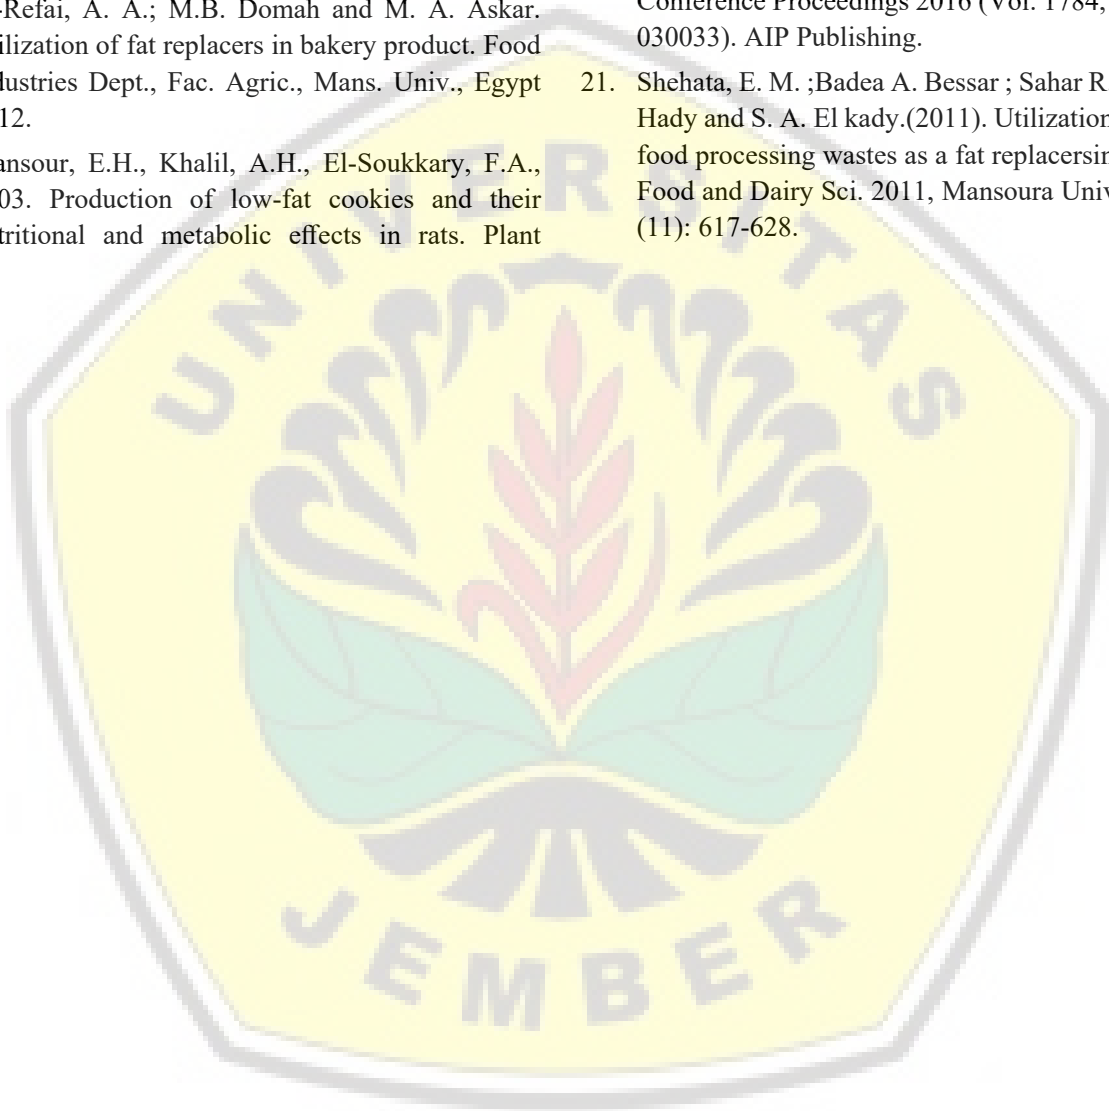 -Refai, A. A.; M.B. Domah and M. A. Askar.
ilization of fat replacers in bakery product. Food
dustries Dept., Fac. Agric., Mans. Univ., Egypt
12.
ansour, E.H., Khalil, A.H., El-Soukkary, F.A.,
03. Production of low-fat cookies and their
tritional and metabolic effects in rats. Plant
Conference Proceedings 2016 (Vol. 1784,
030033). AIP Publishing.
21. Shehata, E. M. ;Badea A. Bessar ; Sahar R.
Hady and S. A. El kady.(2011). Utilization
food processing wastes as a fat replacersin
Food and Dairy Sci. 2011, Mansoura Univ
(11): 617-628.
UNIVERSITAS
JEMBER